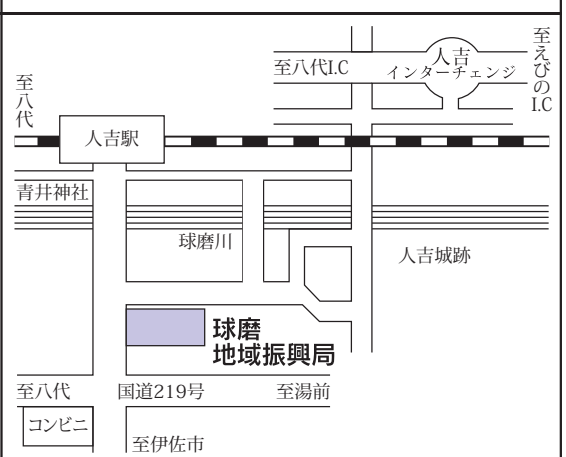 至えびのI.C
人吉
インターチェンジ
至八代I.C
至八代
人吉駅
青井神社
球磨川
人吉城跡
球磨
地域振興局
至八代
国道219号
至湯前
コンビニ
至伊佐市